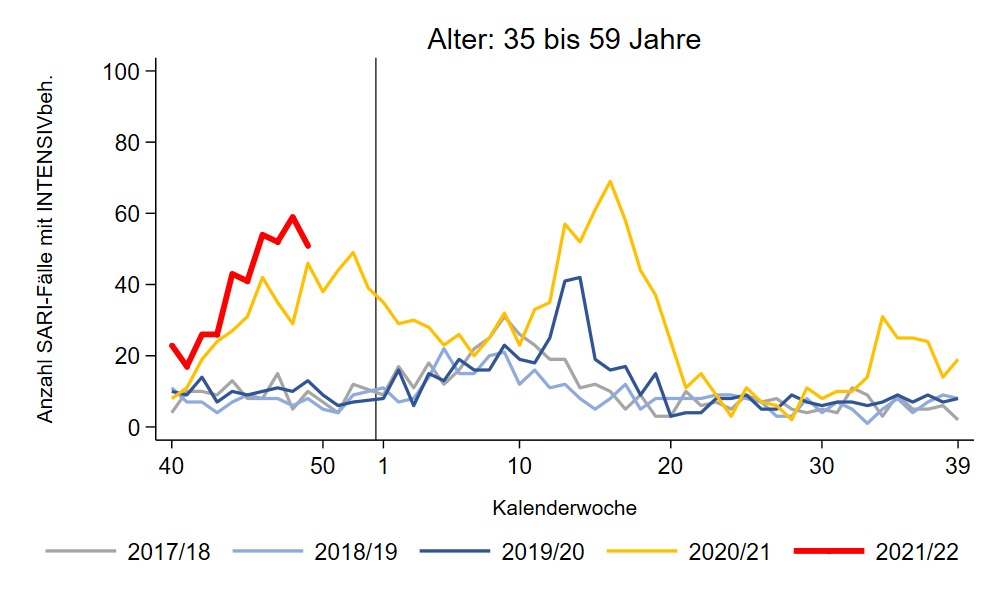 Alter: 35 bis 59 Jahre
Anzahl SARI-Fälle mit INTENSIVbeh.
100
80
60
40
20
0
40 50 1 10 20 30 39
Kalenderwoche
2017/18 2018/19 2019/20 2020/21 2021/22